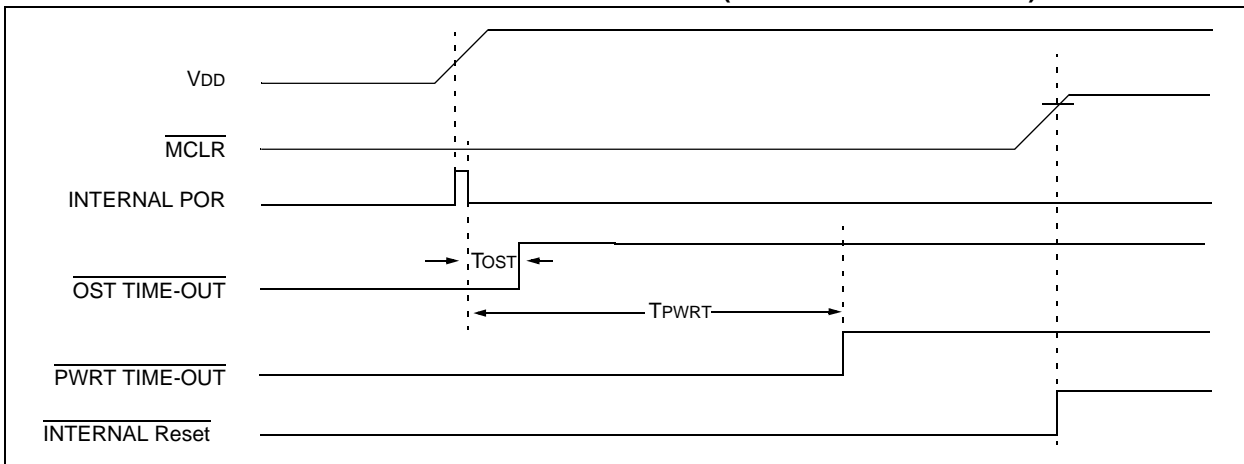 VDD
MCLR
INTERNAL POR
TOST
OST TIME-OUT
TPWRT
PWRT TIME-OUT
INTERNAL Reset